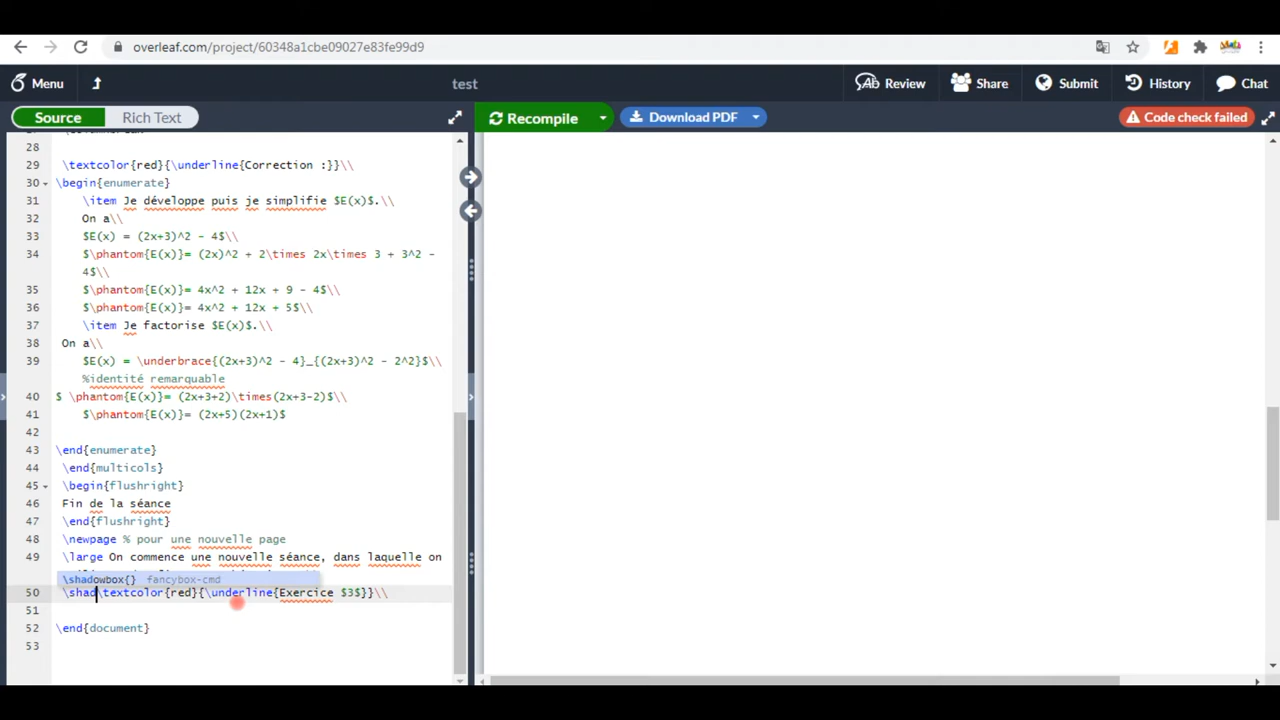 overleaf.com/project/60348a1cbe09027e83fe99d9
Menu
test
Review
Share
Submit
History
Chat
Source
Rich Text
Recompile
Download PDF
Code check failed
28
29 \textcolor{red}{\underline{Correction :}}\\
30 \begin{enumerate}
31 \item Je développe puis je simplifie $E(x)$.\\
32 On a\\
33 $E(x) = (2x+3)^2 - 4$\\
34 $\phantom{E(x)}= (2x)^2 + 2\times 2x\times 3 + 3^2 -
4$\\
35 $\phantom{E(x)}= 4x^2 + 12x + 9 - 4$\\
36 $\phantom{E(x)}= 4x^2 + 12x + 5$\\
37 \item Je factorise $E(x)$.\\
38 On a\\
39 $E(x) = \underbrace{(2x+3)^2 - 4}_{(2x+3)^2 - 2^2}$\\
%identité remarquable
40 $ \phantom{E(x)}= (2x+3+2)\times(2x+3-2)$\\
41 $\phantom{E(x)}= (2x+5)(2x+1)$
42
43 \end{enumerate}
44 \end{multicols}
45 \begin{flushright}
46 Fin de la séance
47 \end{flushright}
48 \newpage % pour une nouvelle page
49 \large On commence une nouvelle séance, dans laquelle on
\shadowbox{} fancybox-cmd
50 \shad\textcolor{red}{\underline{Exercice $3$}}\\
51
52 \end{document}
53